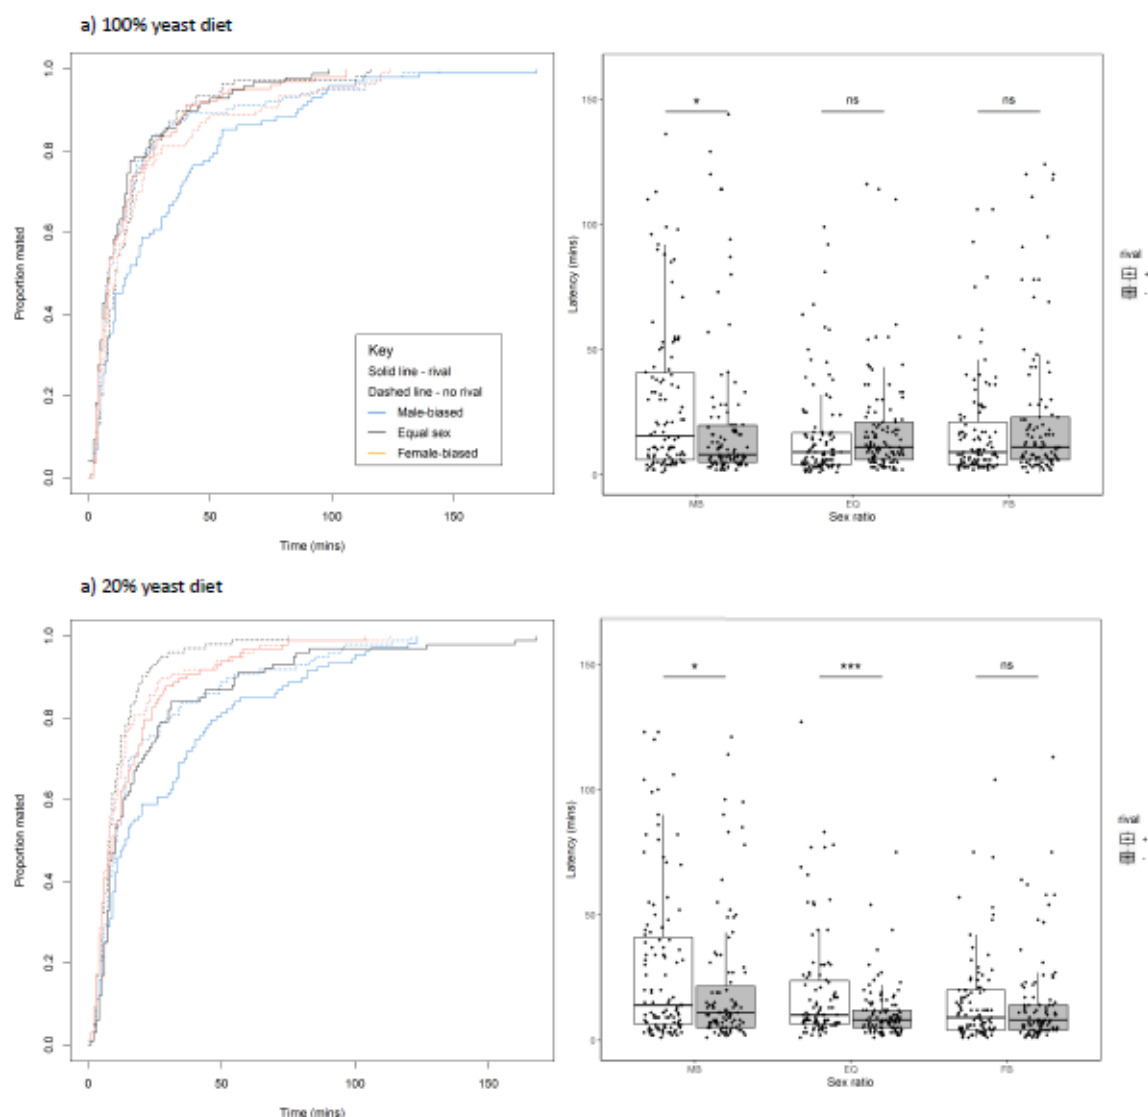 a) 100% yeast diet
Proportion mated
0.0
0.2
0.4
0.6
0.8
1.0
0
50
100
150
Time (mins)
Key
Solid line - rival
Dashed line - no rival
Male-biased
Equal sex
Female-biased
Latency (mins)
0
50
100
150
*
ns
ns
MB
EQ
FB
Sex ratio
rival
+
-
a) 20% yeast diet
Proportion mated
0.0
0.2
0.4
0.6
0.8
1.0
0
50
100
150
Time (mins)
Latency (mins)
0
50
100
150
*
***
ns
MB
EQ
FB
Sex ratio
rival
+
-